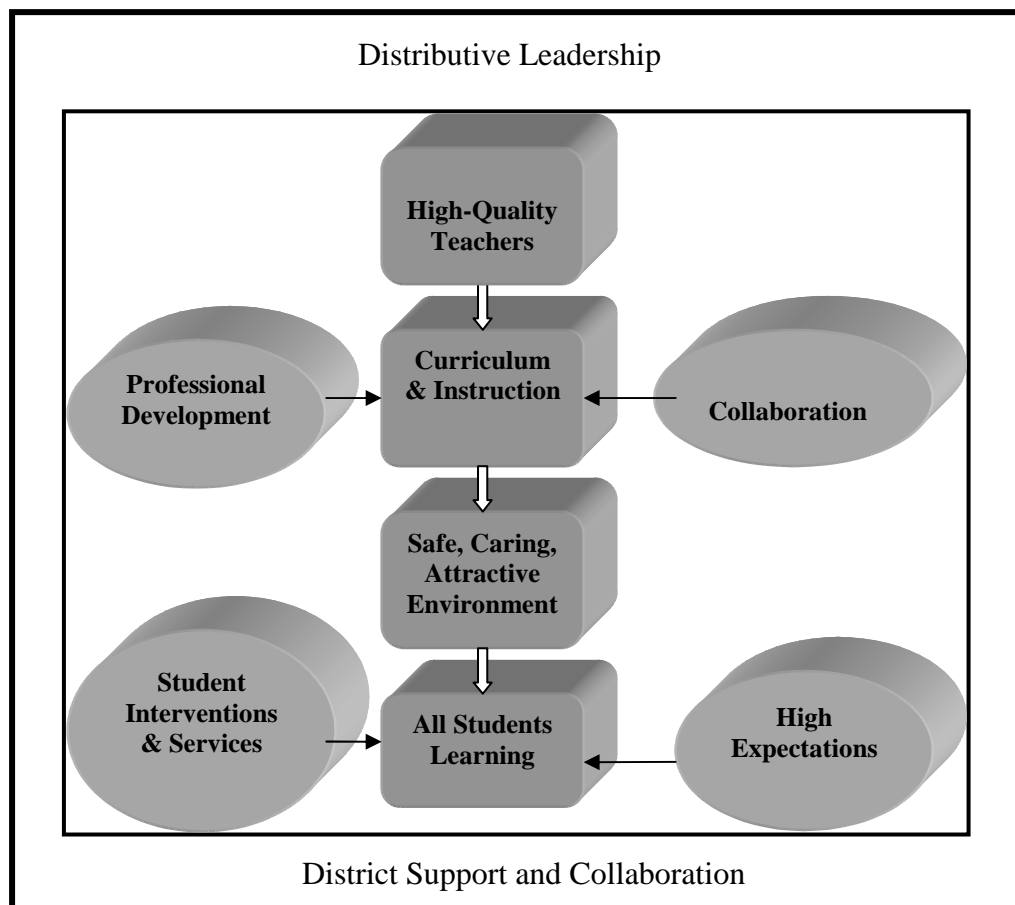 Distributive Leadership
High-Quality
Teachers
Curriculum
& Instruction
Professional
Development
Collaboration
Safe, Caring,
Attractive
Environment
Student
Interventions
& Services
All Students
Learning
High
Expectations
District Support and Collaboration